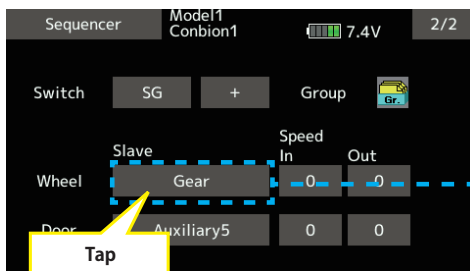 Sequencer Model1 7.4V 2/2
Conbion1
Switch SG + Group Gr.
Slave Speed
In Out
Wheel Gear 0 0
Door Auxiliary5 0 0
Tap